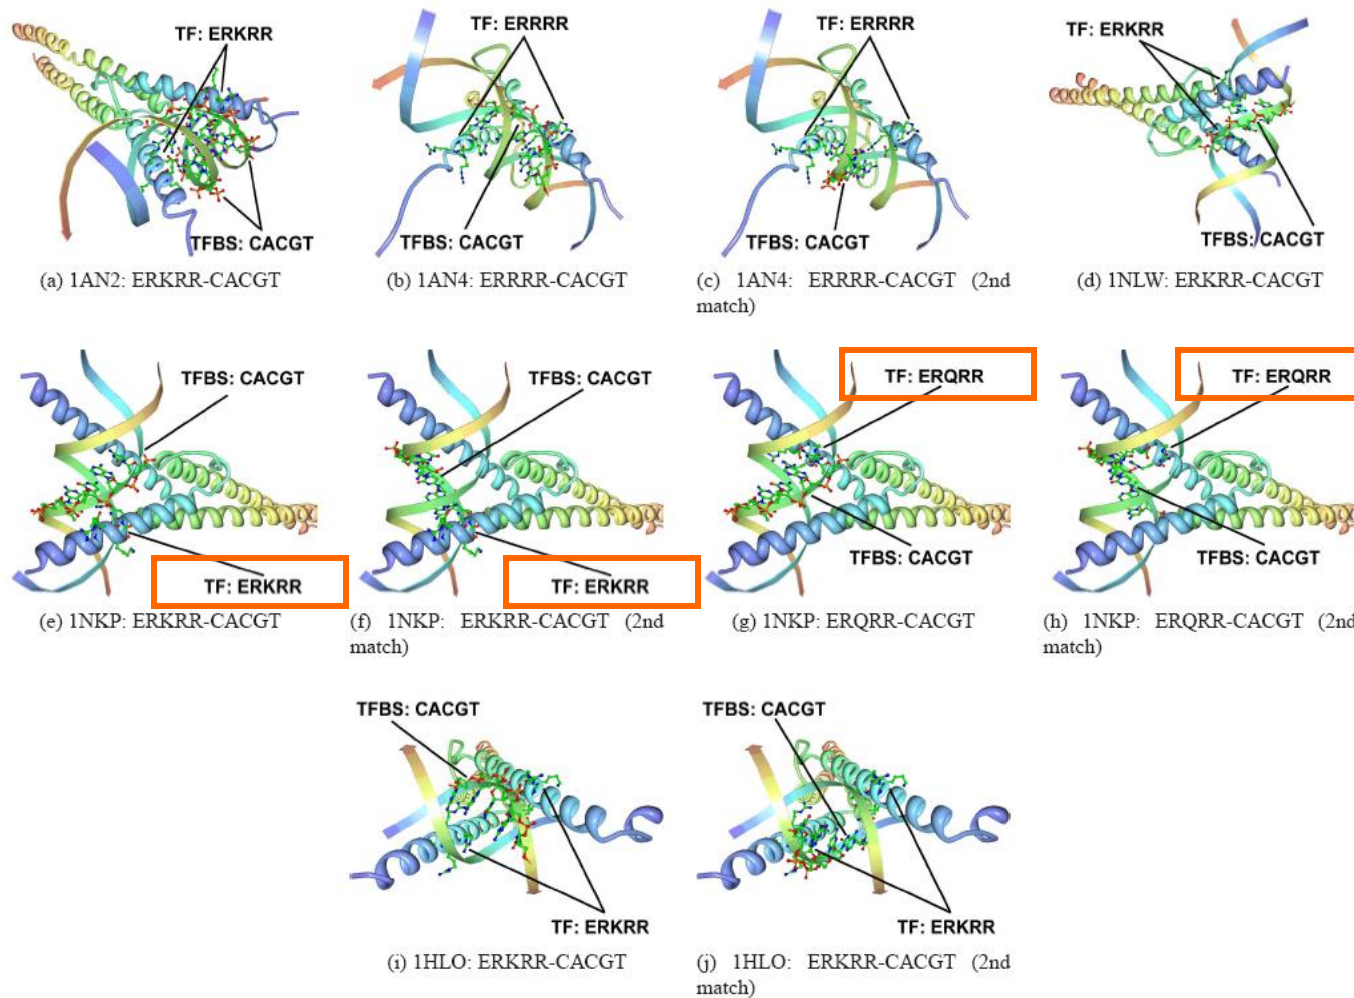 TF: ERKRR
TFBS: CACGT
(a) 1AN2: ERKRR-CACGT
TF: ERRRR
TFBS: CACGT
(b) 1AN4: ERRRR-CACGT
TF: ERRRR
TFBS: CACGT
(c) 1AN4: ERRRR-CACGT (2nd
match)
TF: ERKRR
TFBS: CACGT
(d) 1NLW: ERKRR-CACGT
TFBS: CACGT
TF: ERKRR
(e) 1NKP: ERKRR-CACGT
TFBS: CACGT
TF: ERKRR
(f) 1NKP: ERKRR-CACGT (2nd
match)
TF: ERQRR
TFBS: CACGT
(g) 1NKP: ERQRR-CACGT
TF: ERQRR
TFBS: CACGT
(h) 1NKP: ERQRR-CACGT (2nd
match)
TFBS: CACGT
TF: ERKRR
(i) 1HLO: ERKRR-CACGT
TFBS: CACGT
TF: ERKRR
(j) 1HLO: ERKRR-CACGT (2nd
match)